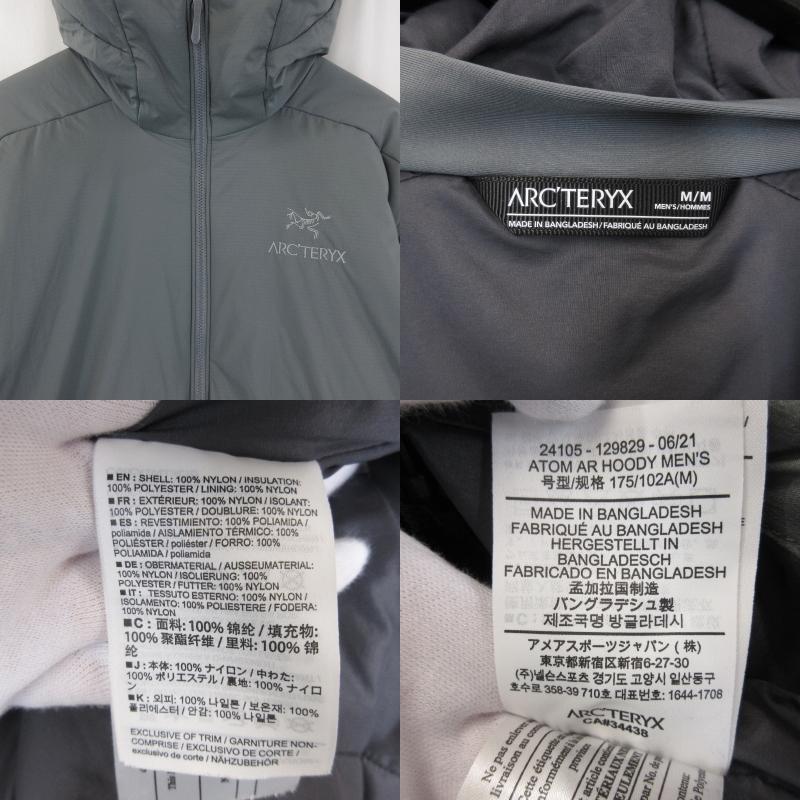 ARC'TERYX
ARC'TERYX M/M
MEN'S/HOMMES
MADE IN BANGLADESH/FABRIQUÉ AU BANGLADESH
■EN: SHELL: 100% NYLON / INSULATION:
100% POLYESTER / LINING: 100% NYLON
■FR: EXTÉRIEUR: 100% NYLON / ISOLANT:
100% POLYESTER / DOUBLURE: 100% NYLON
■ES: REVESTIMIENTO: 100% POLIAMIDA /
poliamida / AISLAMIENTO TÉRMICO: 100%
POLIÉSTER / poliéster / FORRO: 100%
POLIAMIDA / poliamida
■DE: OBERMATERIAL / AUSSEMATERIAL:
100% NYLON / ISOLIERUNG: 100%
POLYESTER / FUTTER: 100% NYLON
■IT: TESSUTO ESTERNO: 100% NYLON /
ISOLAMENTO: 100% POLIESTERE / FODERA:
100% NYLON
■C: 面料: 100% 锦纶 / 填充物:
100% 聚酯纤维 / 里料: 100% 锦
纶
■J: 本体: 100% ナイロン / 中わた:
100% ポリエステル / 裏地: 100% ナイロ
ン
■K: 외피: 100% 나일론 / 보온재: 100%
폴리에스터 / 안감: 100% 나일론
EXCLUSIVE OF TRIM / GARNITURE NON-
COMPRISE / EXCLUSIVO DE CORTE /
exclusivo de corte / NÄHZUBEHÖR
24105 - 129829 - 06/21
ATOM AR HOODY MEN'S
号型/规格 175/102A(M)
MADE IN BANGLADESH
FABRIQUÉ AU BANGLADESH
HERGESTELLT IN
BANGLADESCH
FABRICADO EN BANGLADESH
孟加拉国制造
バングラデシュ製
제조국명 방글라데시
アメアスポーツジャパン (株)
東京都新宿区新宿6-27-30
(주)넬슨스포츠 경기도 고양시 일산동구
호수로 358-39 710호 대표번호: 1644-1708
ARC'TERYX
CA#34438
Ne pas enlever
livraison au con
Cette étiquette